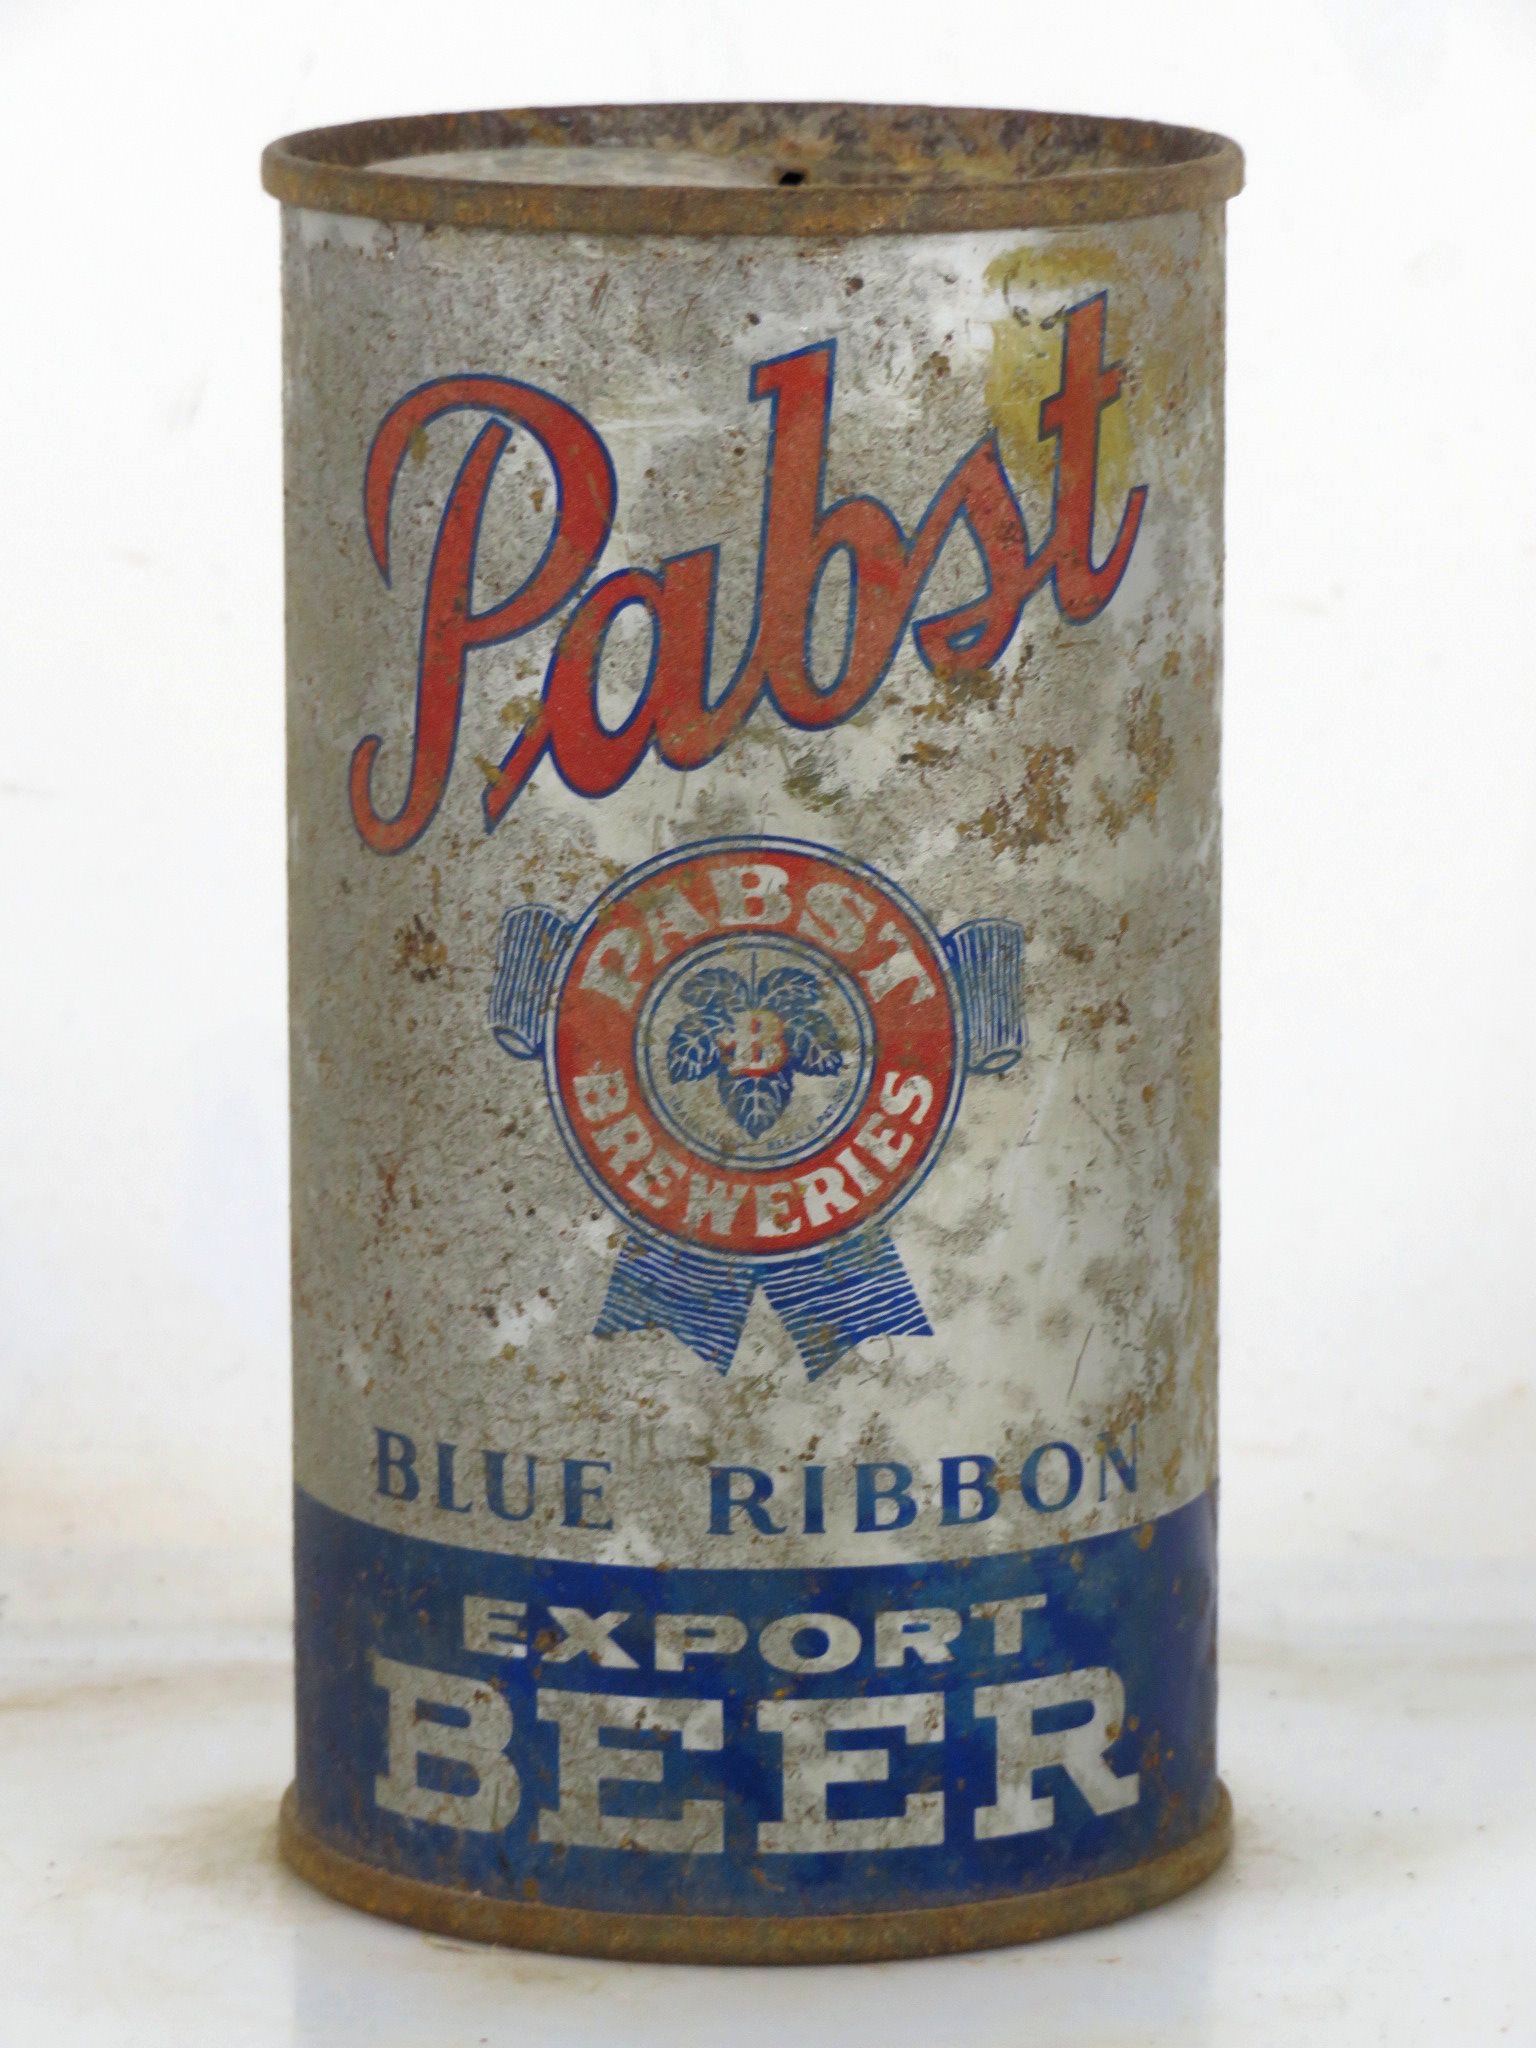 Pabst
PABST
B
BREWERIES
BLUE RIBBON
EXPORT
BEER